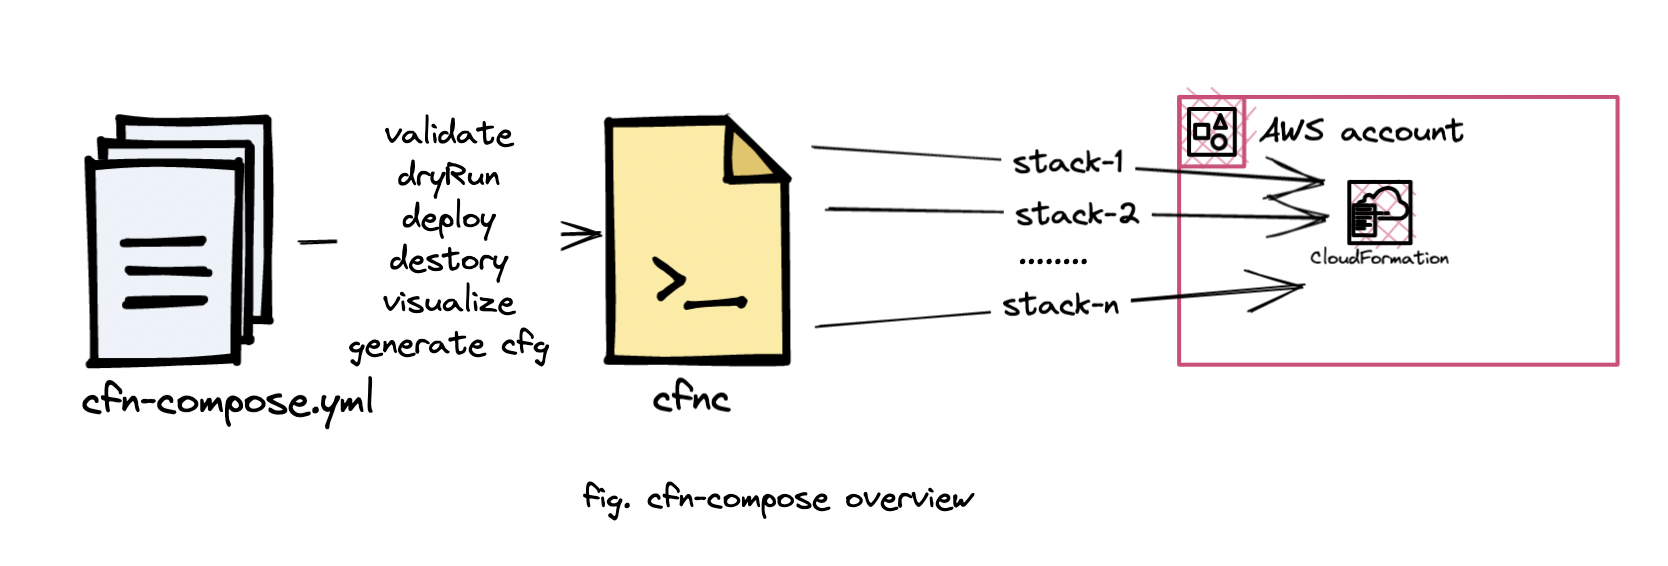 validate
dryRun
deploy
destory
visualize
generate cfg
cfn-compose.yml
>_
cfnc
stack-1
stack-2
........
stack-n
AWS account
CloudFormation
fig. cfn-compose overview